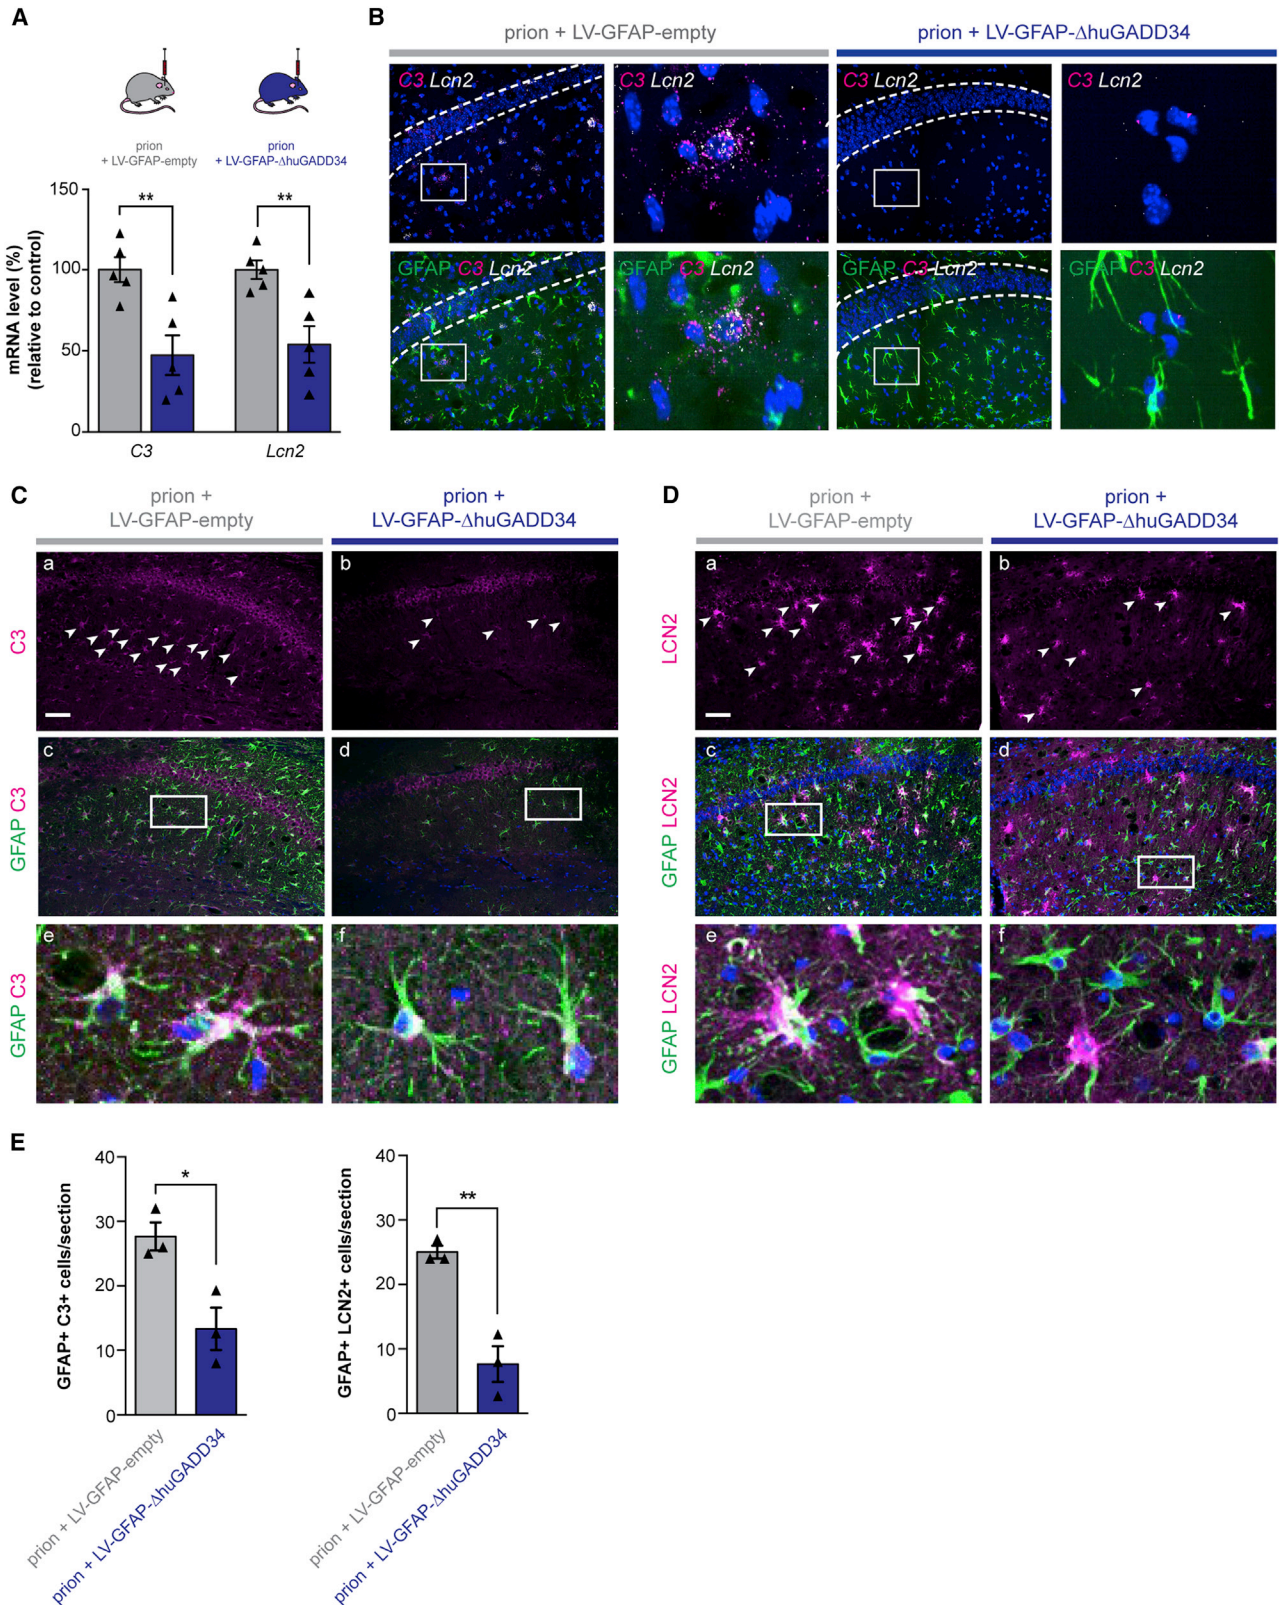 A
prion
+ LV-GFAP-empty
prion
+ LV-GFAP-ΔhuGADD34
mRNA level (%)
(relative to control)
150
100
50
0
**
**
C3
Lcn2
B
prion + LV-GFAP-empty
prion + LV-GFAP-ΔhuGADD34
C3 Lcn2
C3 Lcn2
C3 Lcn2
C3 Lcn2
GFAP C3 Lcn2
GFAP C3 Lcn2
GFAP C3 Lcn2
GFAP C3 Lcn2
C
prion +
LV-GFAP-empty
prion +
LV-GFAP-ΔhuGADD34
C3
a
b
GFAP C3
c
d
GFAP C3
e
f
D
prion +
LV-GFAP-empty
prion +
LV-GFAP-ΔhuGADD34
LCN2
a
b
GFAP LCN2
c
d
GFAP LCN2
e
f
E
GFAP+ C3+ cells/section
40
30
20
10
0
*
prion + LV-GFAP-empty
prion + LV-GFAP-ΔhuGADD34
GFAP+ LCN2+ cells/section
40
30
20
10
0
**
prion + LV-GFAP-empty
prion + LV-GFAP-ΔhuGADD34